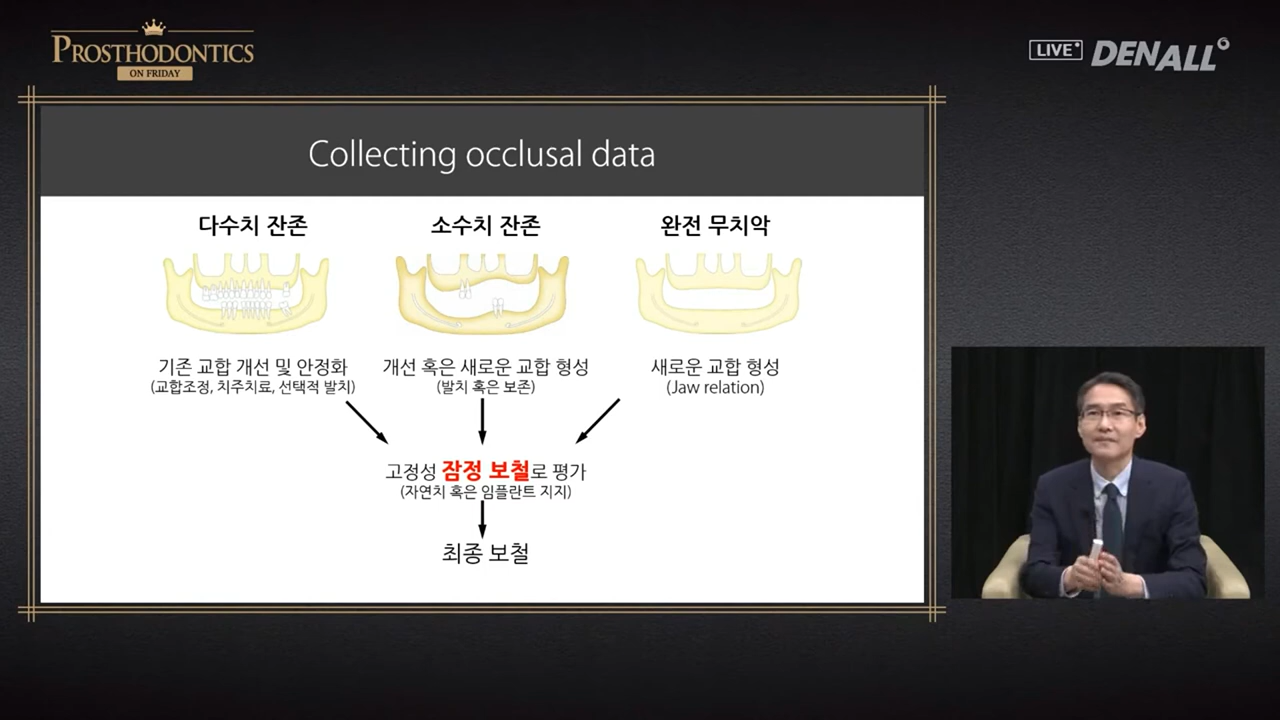 PROSTHODONTICS
ON FRIDAY
LIVE
DENALL
Collecting occlusal data
다수치 잔존
소수치 잔존
완전 무치악
기존 교합 개선 및 안정화
(교합조정, 치주치료, 선택적 발치)
개선 혹은 새로운 교합 형성
(발치 혹은 보존)
새로운 교합 형성
(Jaw relation)
고정성 잠정 보철로 평가
(자연치 혹은 임플란트 지지)
최종 보철